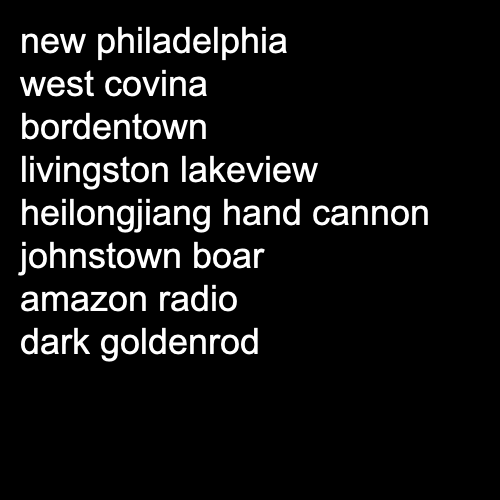 new philadelphia
west covina
bordentown
livingston lakeview
heilongjiang hand cannon
johnstown boar
amazon radio
dark goldenrod